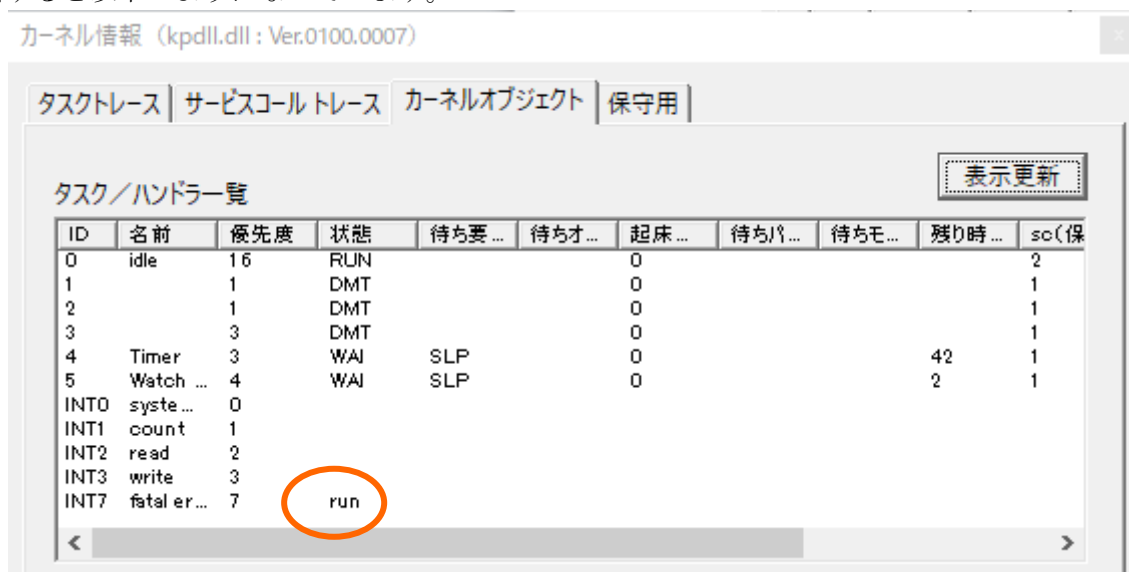 カーネル情報（kpdll.dll : Ver.0100.0007）
x
タスクトレース サービスコールトレース カーネルオブジェクト 保守用
表示更新
タスク／ハンドラ一覧
ID 名前 優先度 状態 待ち要... 待ちオ... 起床... 待ちパ... 待ちモ... 残り時... sc(保
0 idle 16 RUN 0 2
1 1 DMT 0 1
2 1 DMT 0 1
3 3 DMT 0 1
4 Timer 3 WAI SLP 0 42 1
5 Watch ... 4 WAI SLP 0 2 1
INT0 syste... 0
INT1 count 1
INT2 read 2
INT3 write 3
INT7 fatal er... 7 run